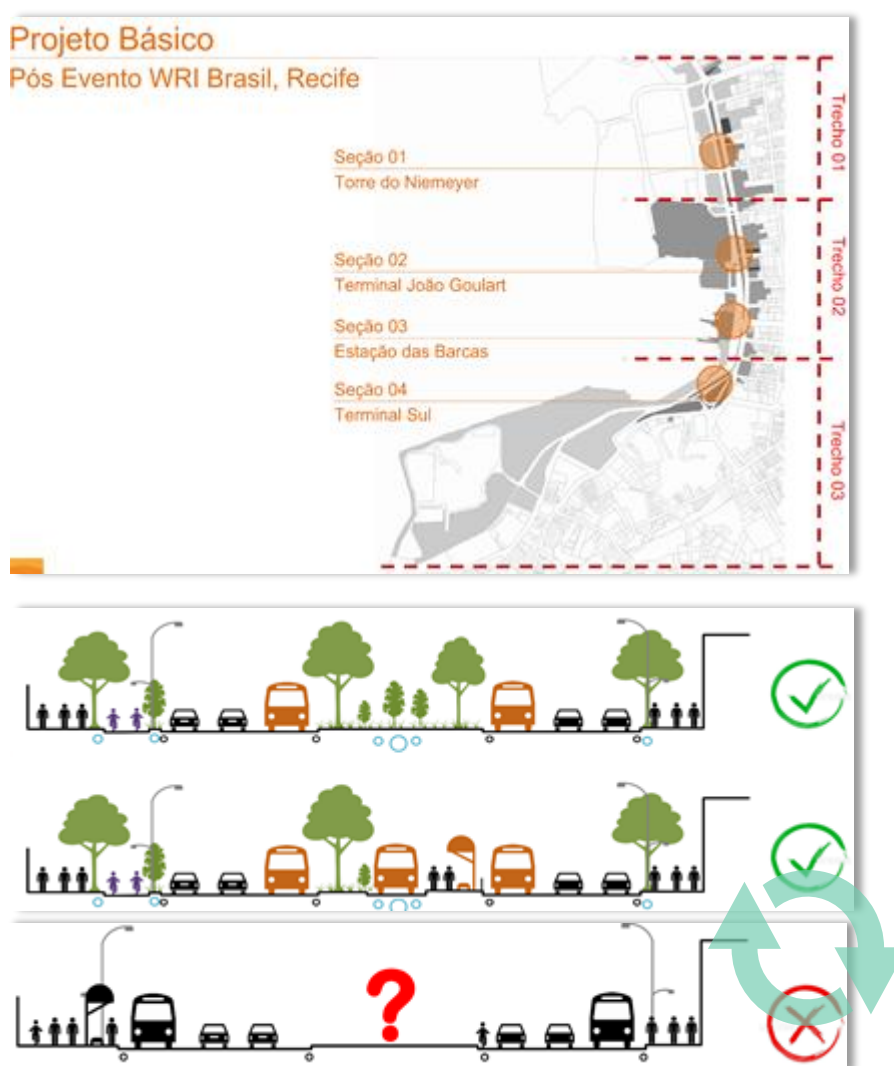 Projeto Básico
Pós Evento WRI Brasil, Recife
Seção 01
Torre do Niemeyer
Seção 02
Terminal João Goulart
Seção 03
Estação das Barcas
Seção 04
Terminal Sul
Trecho 01
Trecho 02
Trecho 03
?